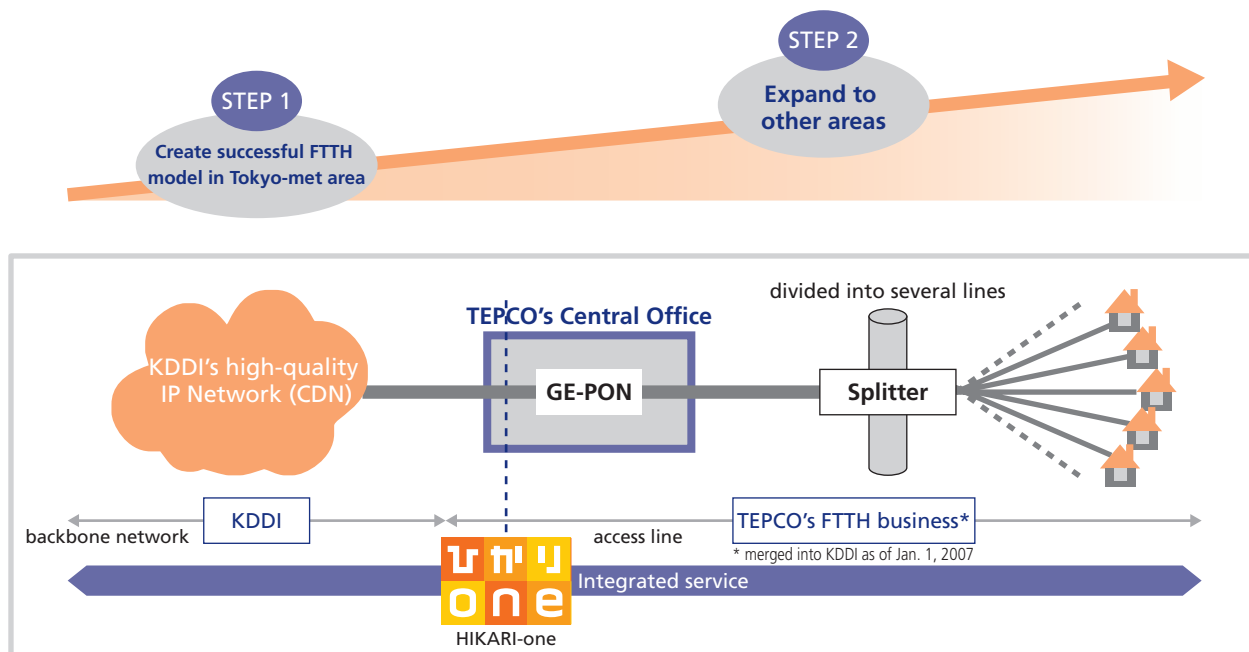 STEP 1
Create successful FTTH
model in Tokyo-met area
STEP 2
Expand to
other areas
KDDI's high-quality
IP Network (CDN)
TEPCO's Central Office
GE-PON
divided into several lines
Splitter
backbone network
KDDI
access line
TEPCO's FTTH business*
* merged into KDDI as of Jan. 1, 2007
ひかり
one
Integrated service
HIKARI-one